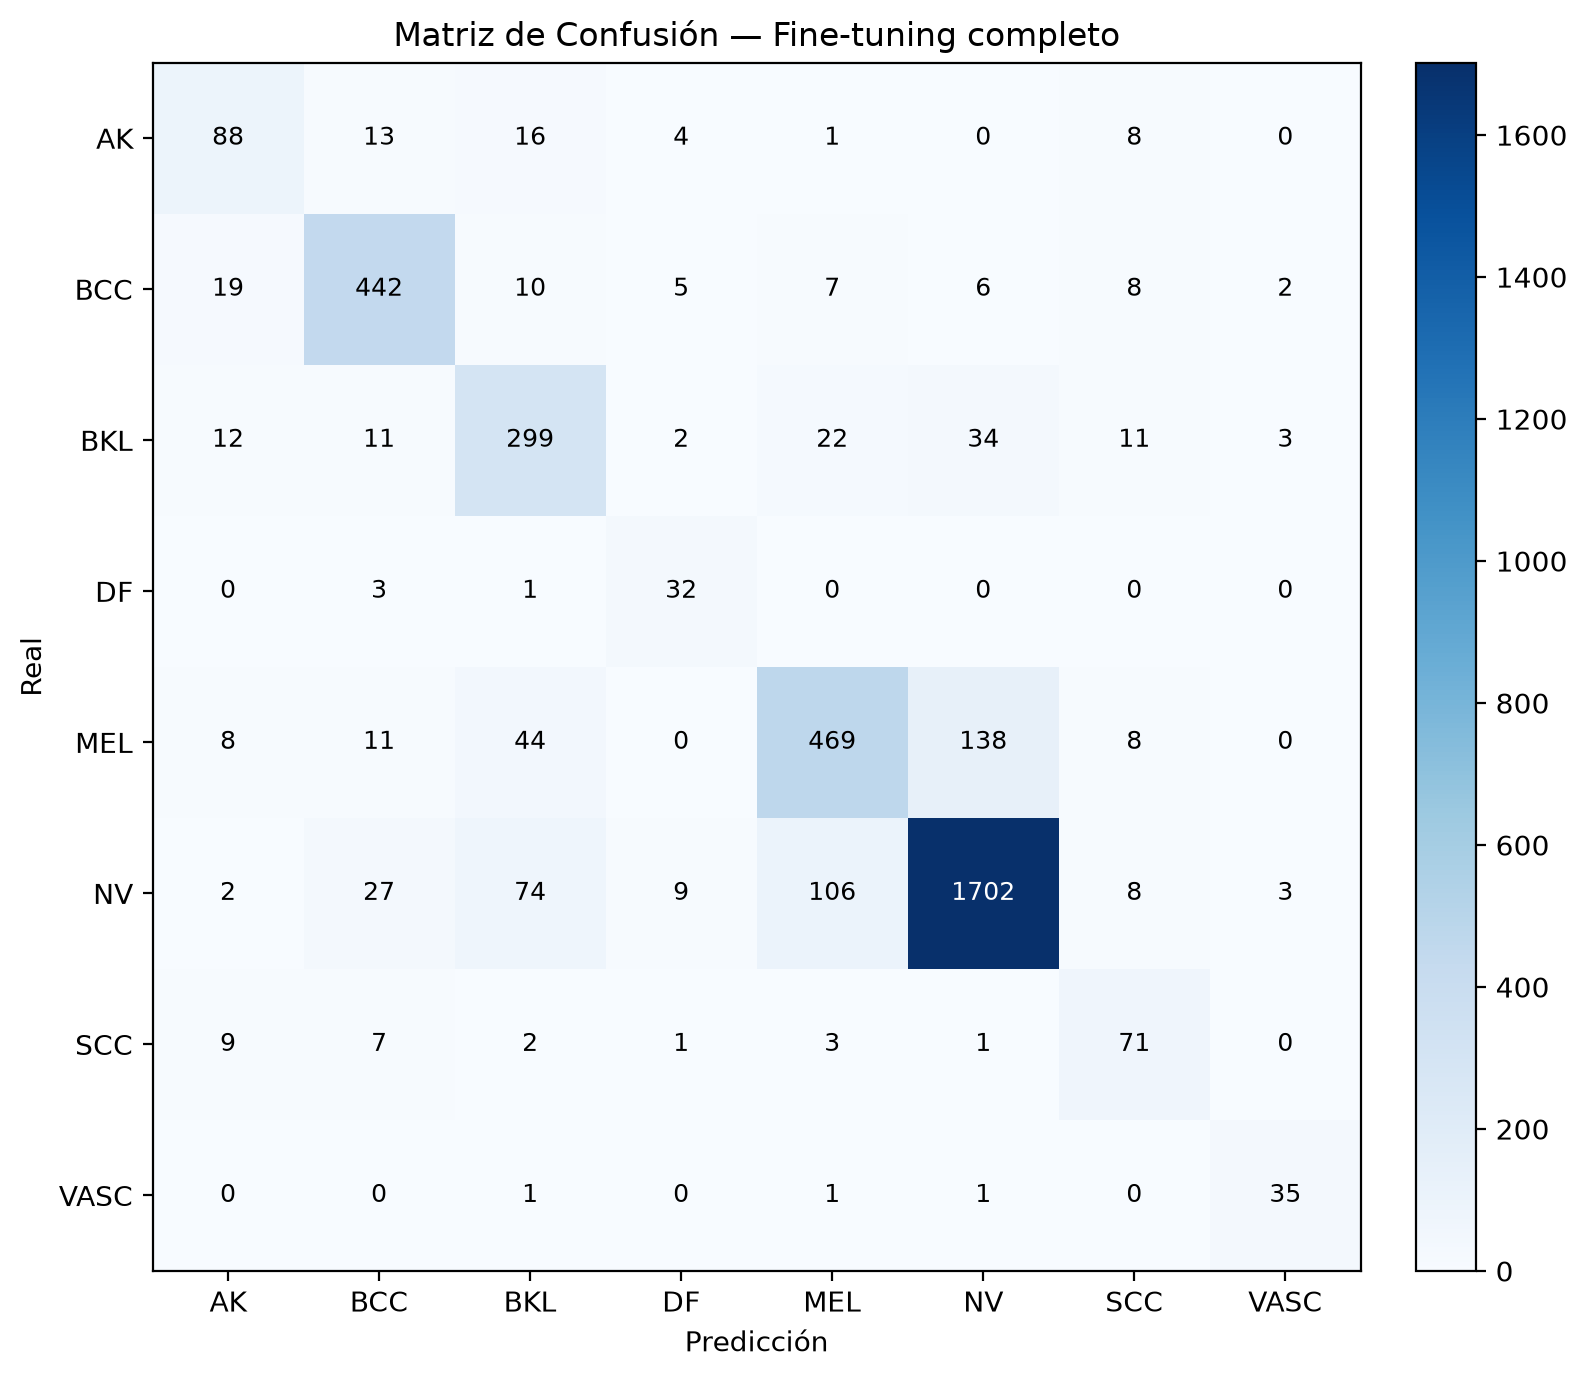 Matriz de Confusión — Fine-tuning completo
AK 88 13 16 4 1 0 8 0
BCC 19 442 10 5 7 6 8 2
BKL 12 11 299 2 22 34 11 3
DF 0 3 1 32 0 0 0 0
MEL 8 11 44 0 469 138 8 0
NV 2 27 74 9 106 1702 8 3
SCC 9 7 2 1 3 1 71 0
VASC 0 0 1 0 1 1 0 35
AK BCC BKL DF MEL NV SCC VASC
Predicción
Real
1600
1400
1200
1000
800
600
400
200
0